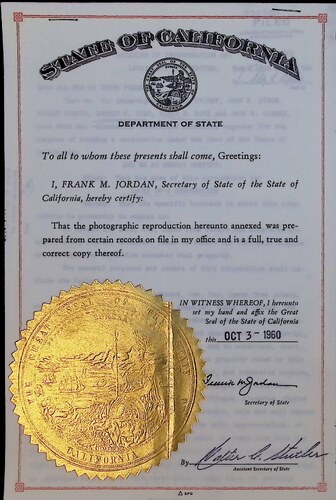 STATE OF CALIFORNIA
DEPARTMENT OF STATE
To all to whom these presents shall come, Greetings:
I, FRANK M. JORDAN, Secretary of State of the State of
California, hereby certify:
That the photographic reproduction hereunto annexed was pre-
pared from certain records on file in my office and is a full, true and
correct copy thereof.
IN WITNESS WHEREOF, I hereunto
set my hand and affix the Great
Seal of the State of California
this OCT 3 - 1960
Frank M. Jordan
Secretary of State
By
Assistant Secretary of State
CALIFORNIA